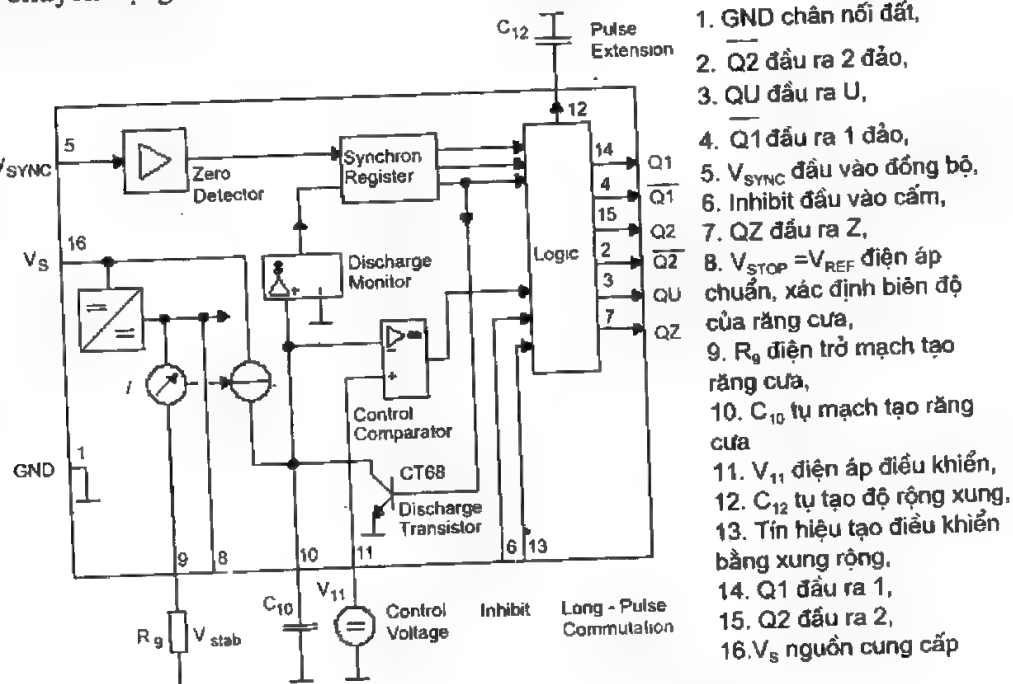 C12
Pulse
Extension
12
5
VSYNC
Zero
Detector
Synchron
Register
14
Q1
4
Q1
15
Q2
2
Q2
3
QU
7
QZ
Logic
16
VS
Discharge
Monitor
+
-
I
-
+
Control
Comparator
1
GND
CT68
Discharge
Transistor
9
8
10
11
6
13
R9
Vstab
C10
V11
Control
Voltage
Inhibit
Long - Pulse
Commutation
1. GND chân nối đất,
2. Q2 đầu ra 2 đảo,
3. QU đầu ra U,
4. Q1 đầu ra 1 đảo,
5. VSYNC đầu vào đồng bộ,
6. Inhibit đầu vào cấm,
7. QZ đầu ra Z,
8. VSTOP =VREF điện áp
chuẩn, xác định biên độ
của răng cưa,
9. R9 điện trở mạch tạo
răng cưa,
10. C10 tụ mạch tạo răng
cưa
11. V11 điện áp điều khiển,
12. C12 tụ tạo độ rộng xung,
13. Tín hiệu tạo điều khiển
bằng xung rộng,
14. Q1 đầu ra 1,
15. Q2 đầu ra 2,
16.VS nguồn cung cấp